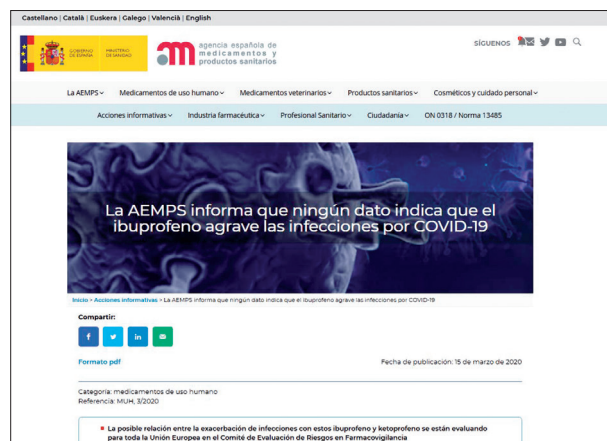 Castellano | Català | Euskera | Galego | Valencià | English
GOBIERNO DE ESPAÑA
MINISTERIO DE SANIDAD
agencia española de
medicamentos y
productos sanitarios
SÍGUENOS
La AEMPS Medicamentos de uso humano Medicamentos veterinarios Productos sanitarios Cosméticos y cuidado personal
Acciones informativas Industria farmacéutica Profesional Sanitario Ciudadanía ON 0318 / Norma 13485
La AEMPS informa que ningún dato indica que el
ibuprofeno agrave las infecciones por COVID-19
Inicio > Acciones informativas > La AEMPS informa que ningún dato indica que el ibuprofeno agrave las infecciones por COVID-19
Compartir:
Formato pdf Fecha de publicación: 15 de marzo de 2020
Categoría: medicamentos de uso humano
Referencia: MUH, 3/2020
La posible relación entre la exacerbación de infecciones con estos ibuprofeno y ketoprofeno se están evaluando
para toda la Unión Europea en el Comité de Evaluación de Riesgos en Farmacovigilancia